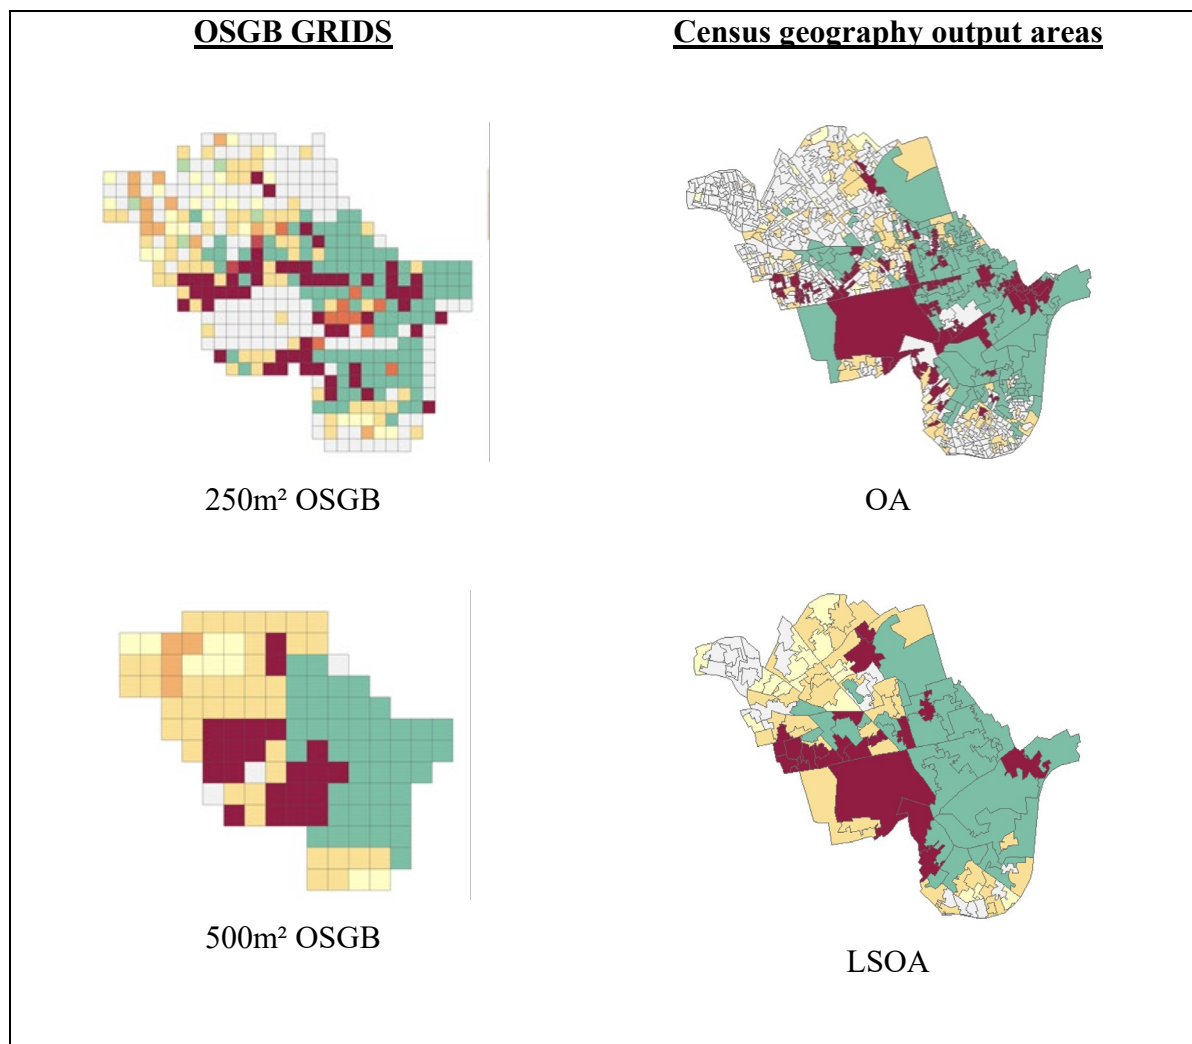 OSGB GRIDS
Census geography output areas
250m² OSGB
OA
500m² OSGB
LSOA